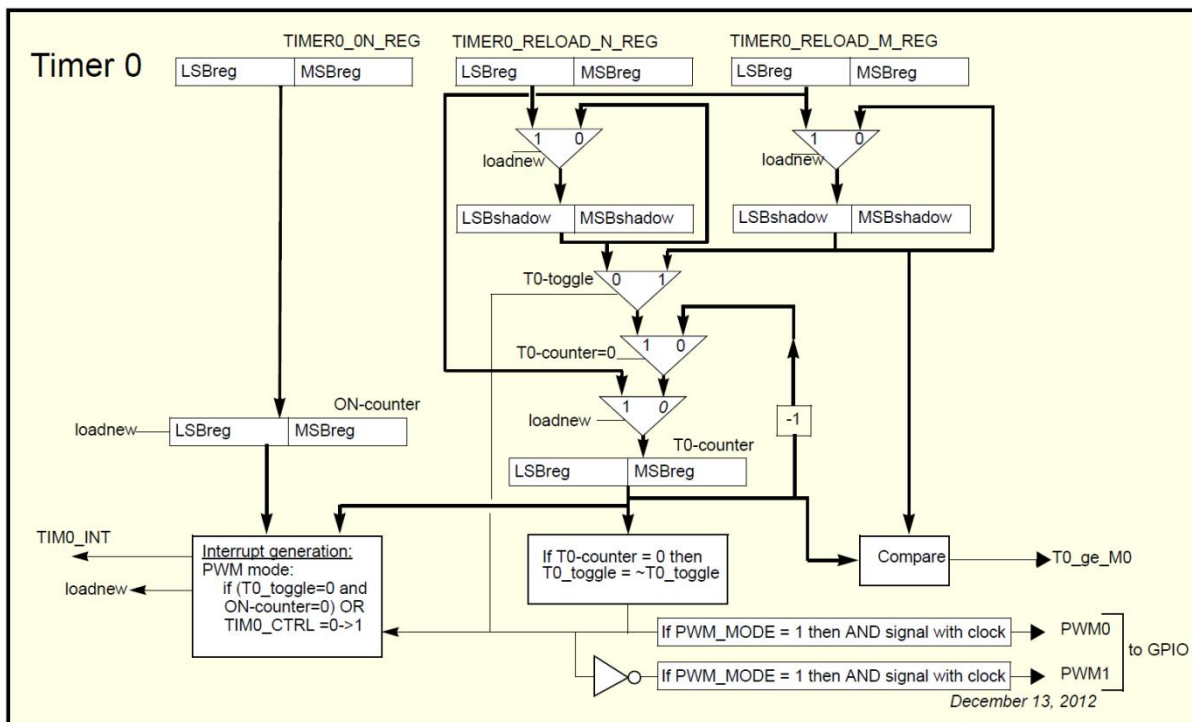 Timer 0
TIMER0_0N_REG
TIMER0_RELOAD_N_REG
TIMER0_RELOAD_M_REG
LSBreg MSBreg
LSBreg MSBreg
LSBreg MSBreg
1 0
1 0
loadnew
loadnew
LSBshadow MSBshadow
LSBshadow MSBshadow
T0-toggle
0 1
1 0
T0-counter=0
ON-counter
1 0
-1
loadnew
LSBreg MSBreg
loadnew
T0-counter
LSBreg MSBreg
TIM0_INT
loadnew
Interrupt generation:
PWM mode:
if (T0_toggle=0 and
ON-counter=0) OR
TIM0_CTRL =0->1
If T0-counter = 0 then
T0_toggle = ~T0_toggle
Compare
T0_ge_M0
If PWM_MODE = 1 then AND signal with clock
PWM0
to GPIO
If PWM_MODE = 1 then AND signal with clock
PWM1
December 13, 2012